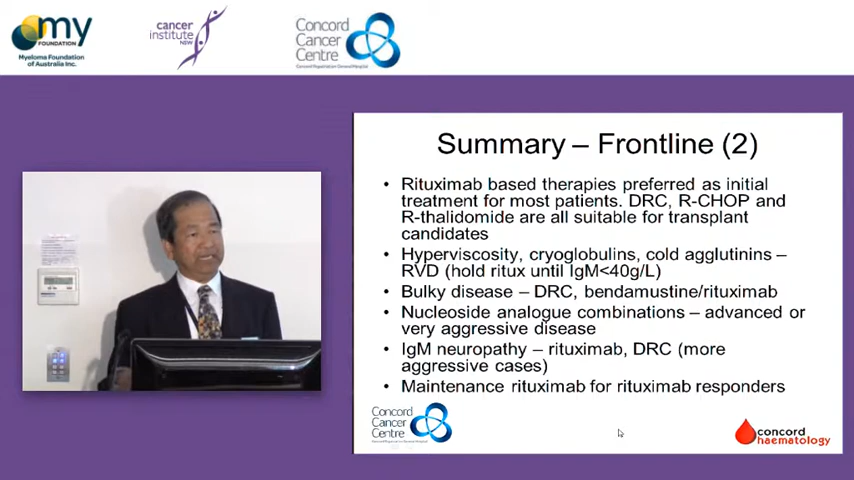 my
FOUNDATION
Myeloma Foundation
of Australia Inc.
cancer
institute
NSW
Concord
Cancer
Centre
Concord Repatriation General Hospital
Summary – Frontline (2)
• Rituximab based therapies preferred as initial
treatment for most patients. DRC, R-CHOP and
R-thalidomide are all suitable for transplant
candidates
• Hyperviscosity, cryoglobulins, cold agglutinins –
RVD (hold ritux until IgM<40g/L)
• Bulky disease – DRC, bendamustine/rituximab
• Nucleoside analogue combinations – advanced or
very aggressive disease
• IgM neuropathy – rituximab, DRC (more
aggressive cases)
• Maintenance rituximab for rituximab responders
Concord
Cancer
Centre
concord
haematology